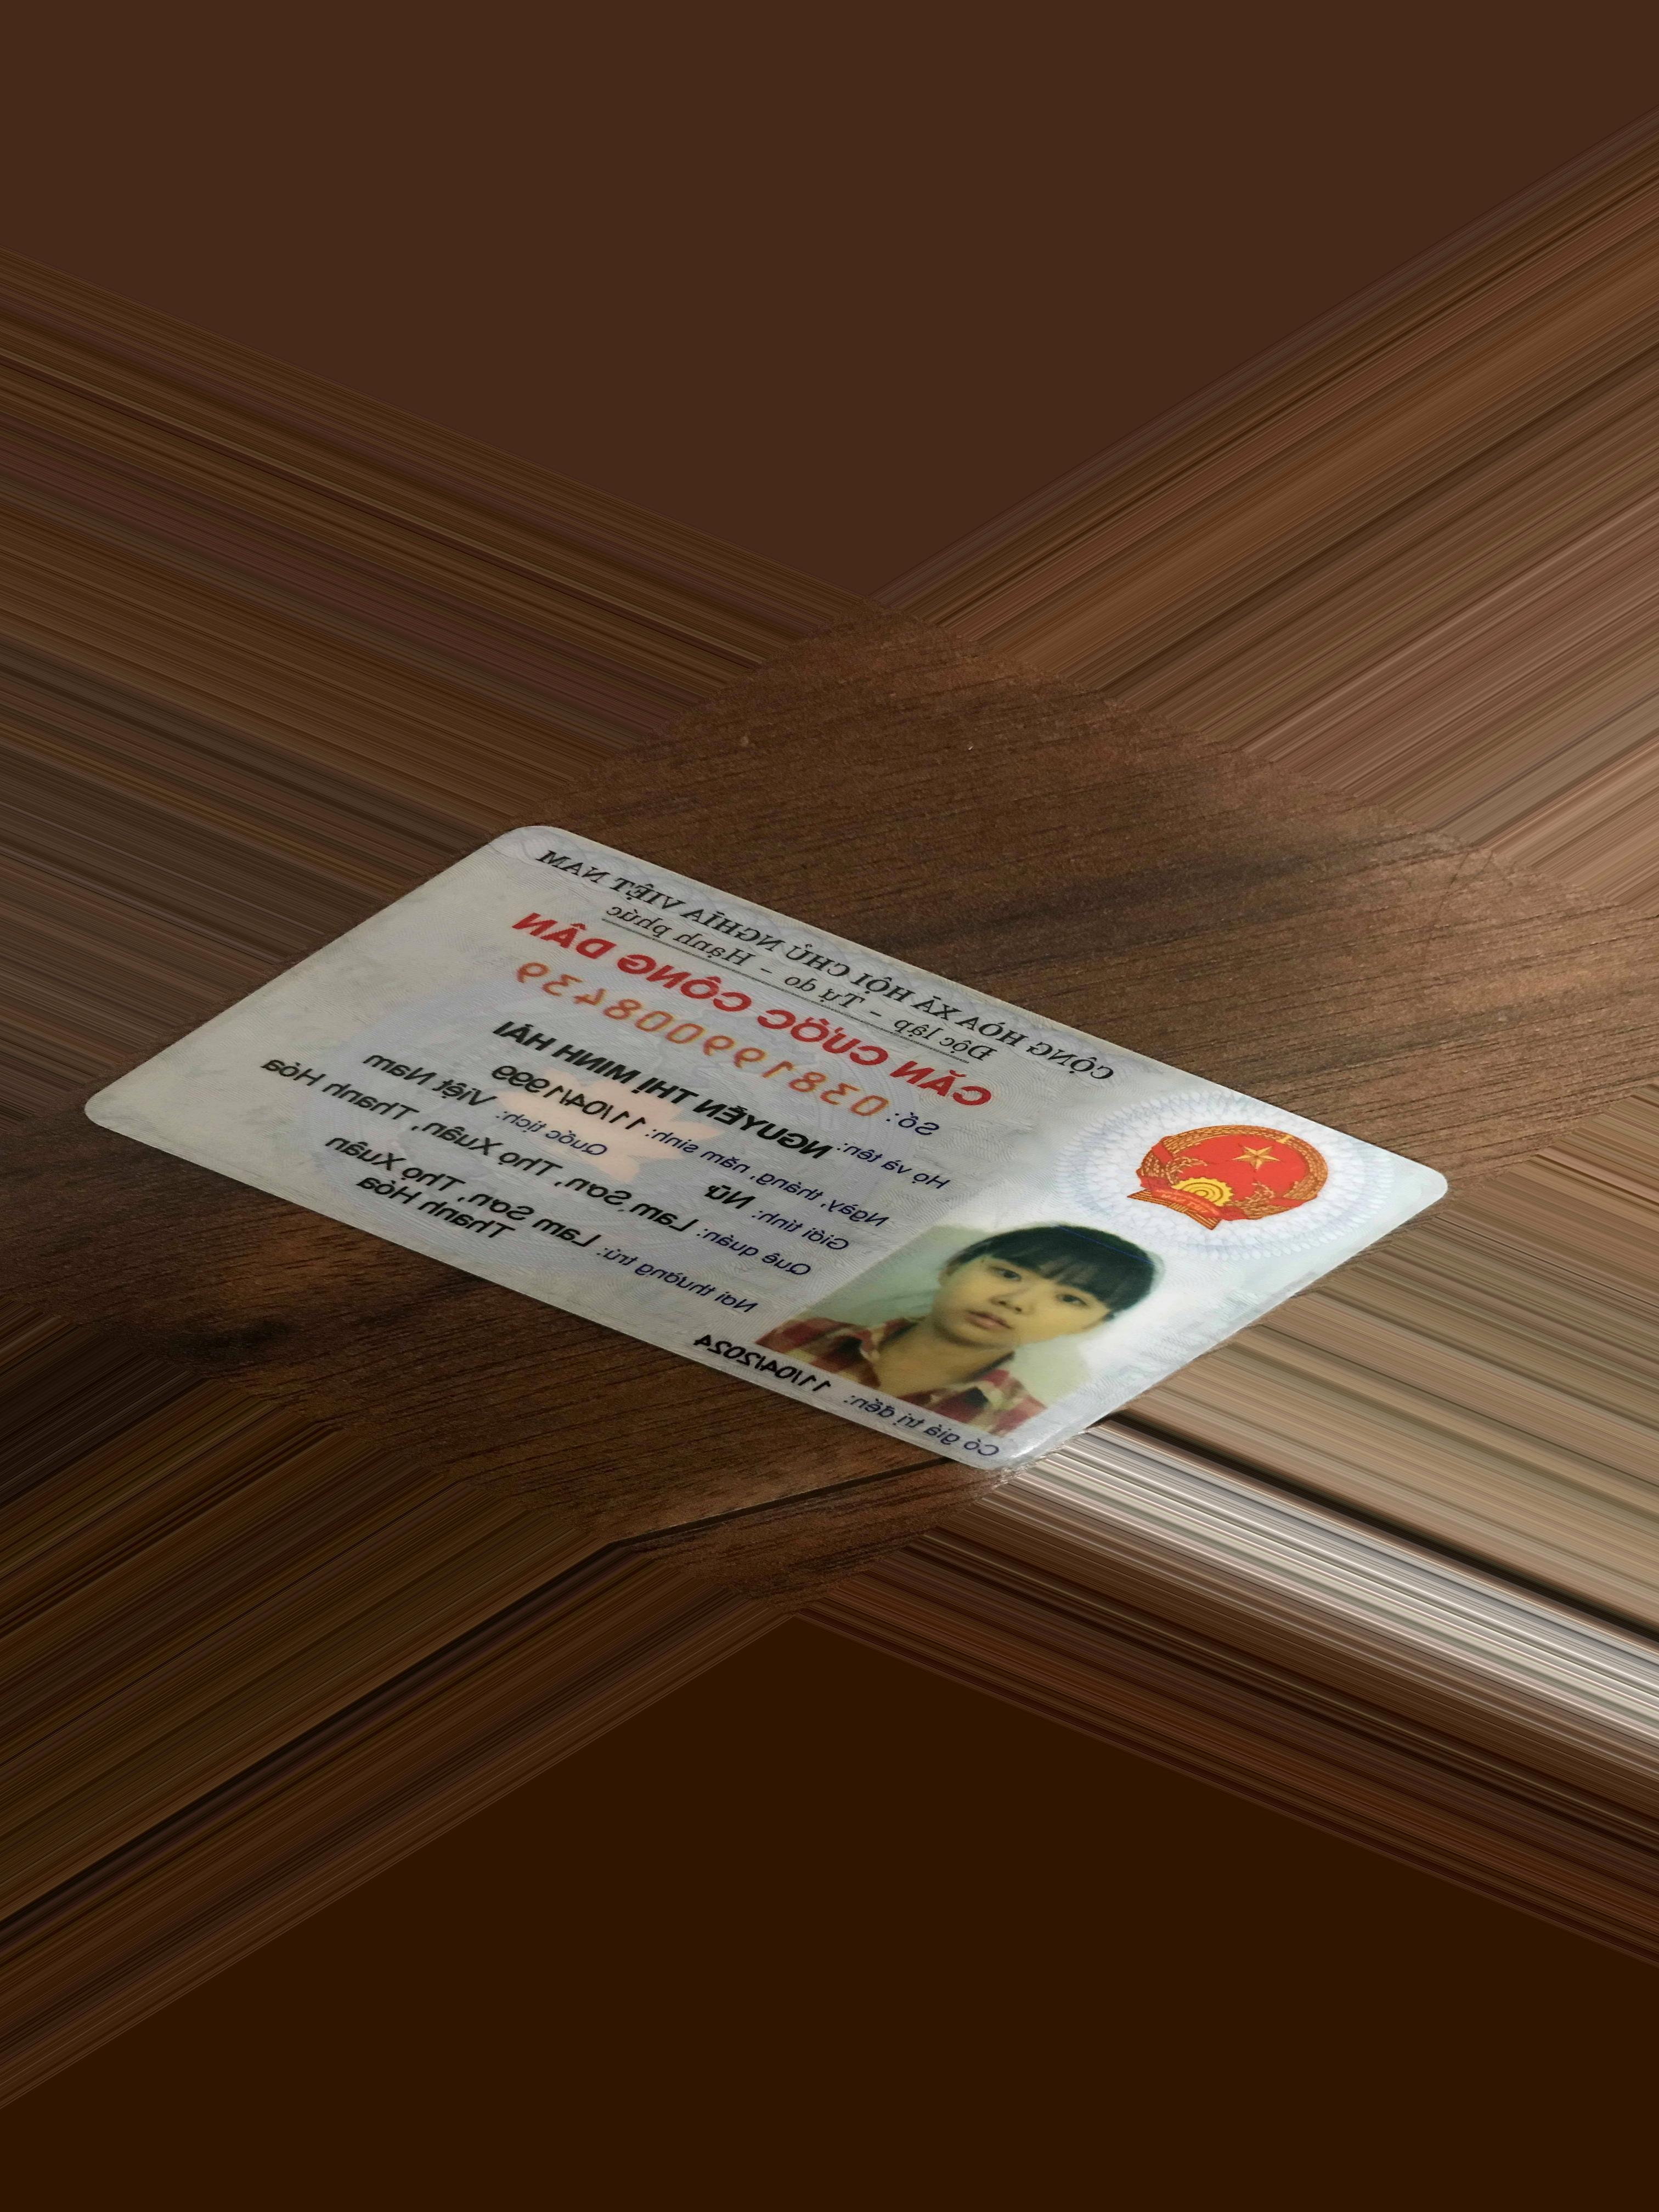 CỘNG HÒA XÃ HỘI CHỦ NGHĨA VIỆT NAM
Độc lập - Tự do - Hạnh phúc
CĂN CƯỚC CÔNG DÂN
Số: 038199008439
Họ và tên: NGUYỄN THỊ MINH HẢI
Ngày, tháng, năm sinh: 11/04/1999
Giới tính: Nữ Quốc tịch: Việt Nam
Quê quán: Lam Sơn, Thọ Xuân, Thanh Hóa
Nơi thường trú: Lam Sơn, Thọ Xuân
Thanh Hóa
Có giá trị đến: 11/04/2024